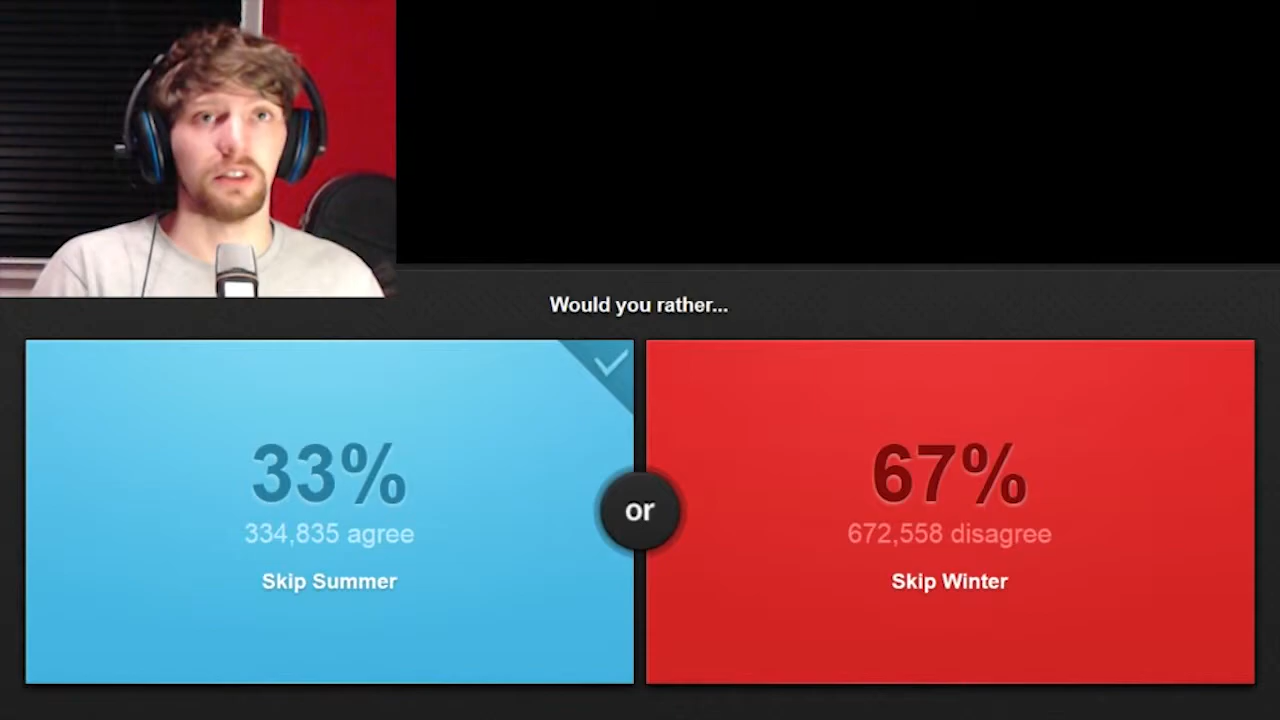 Would you rather...
33%
334,835 agree
Skip Summer
or
67%
672,558 disagree
Skip Winter